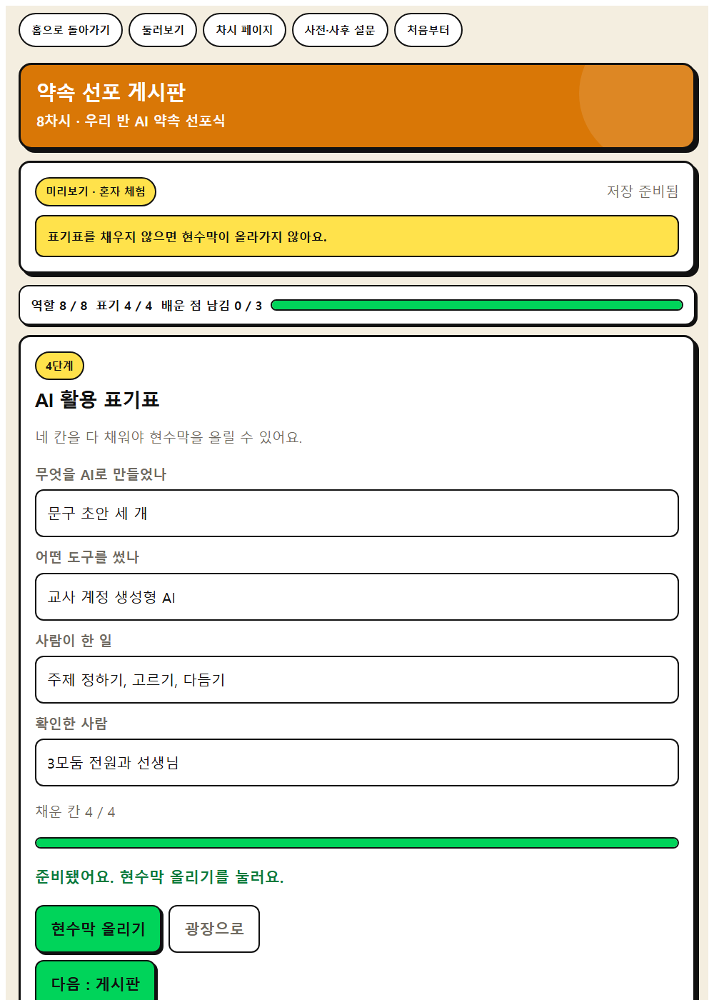 홈으로 돌아가기 둘러보기 차시 페이지 사전·사후 설문 처음부터
약속 선포 게시판
8차시 · 우리 반 AI 약속 선포식
미리보기 · 혼자 체험 저장 준비됨
표기표를 채우지 않으면 현수막이 올라가지 않아요.
역할 8 / 8 표기 4 / 4 배운 점 남김 0 / 3
4단계
AI 활용 표기표
네 칸을 다 채워야 현수막을 올릴 수 있어요.
무엇을 AI로 만들었나
문구 초안 세 개
어떤 도구를 썼나
교사 계정 생성형 AI
사람이 한 일
주제 정하기, 고르기, 다듬기
확인한 사람
3모둠 전원과 선생님
채운 칸 4 / 4
준비됐어요. 현수막 올리기를 눌러요.
현수막 올리기 광장으로
다음 : 게시판